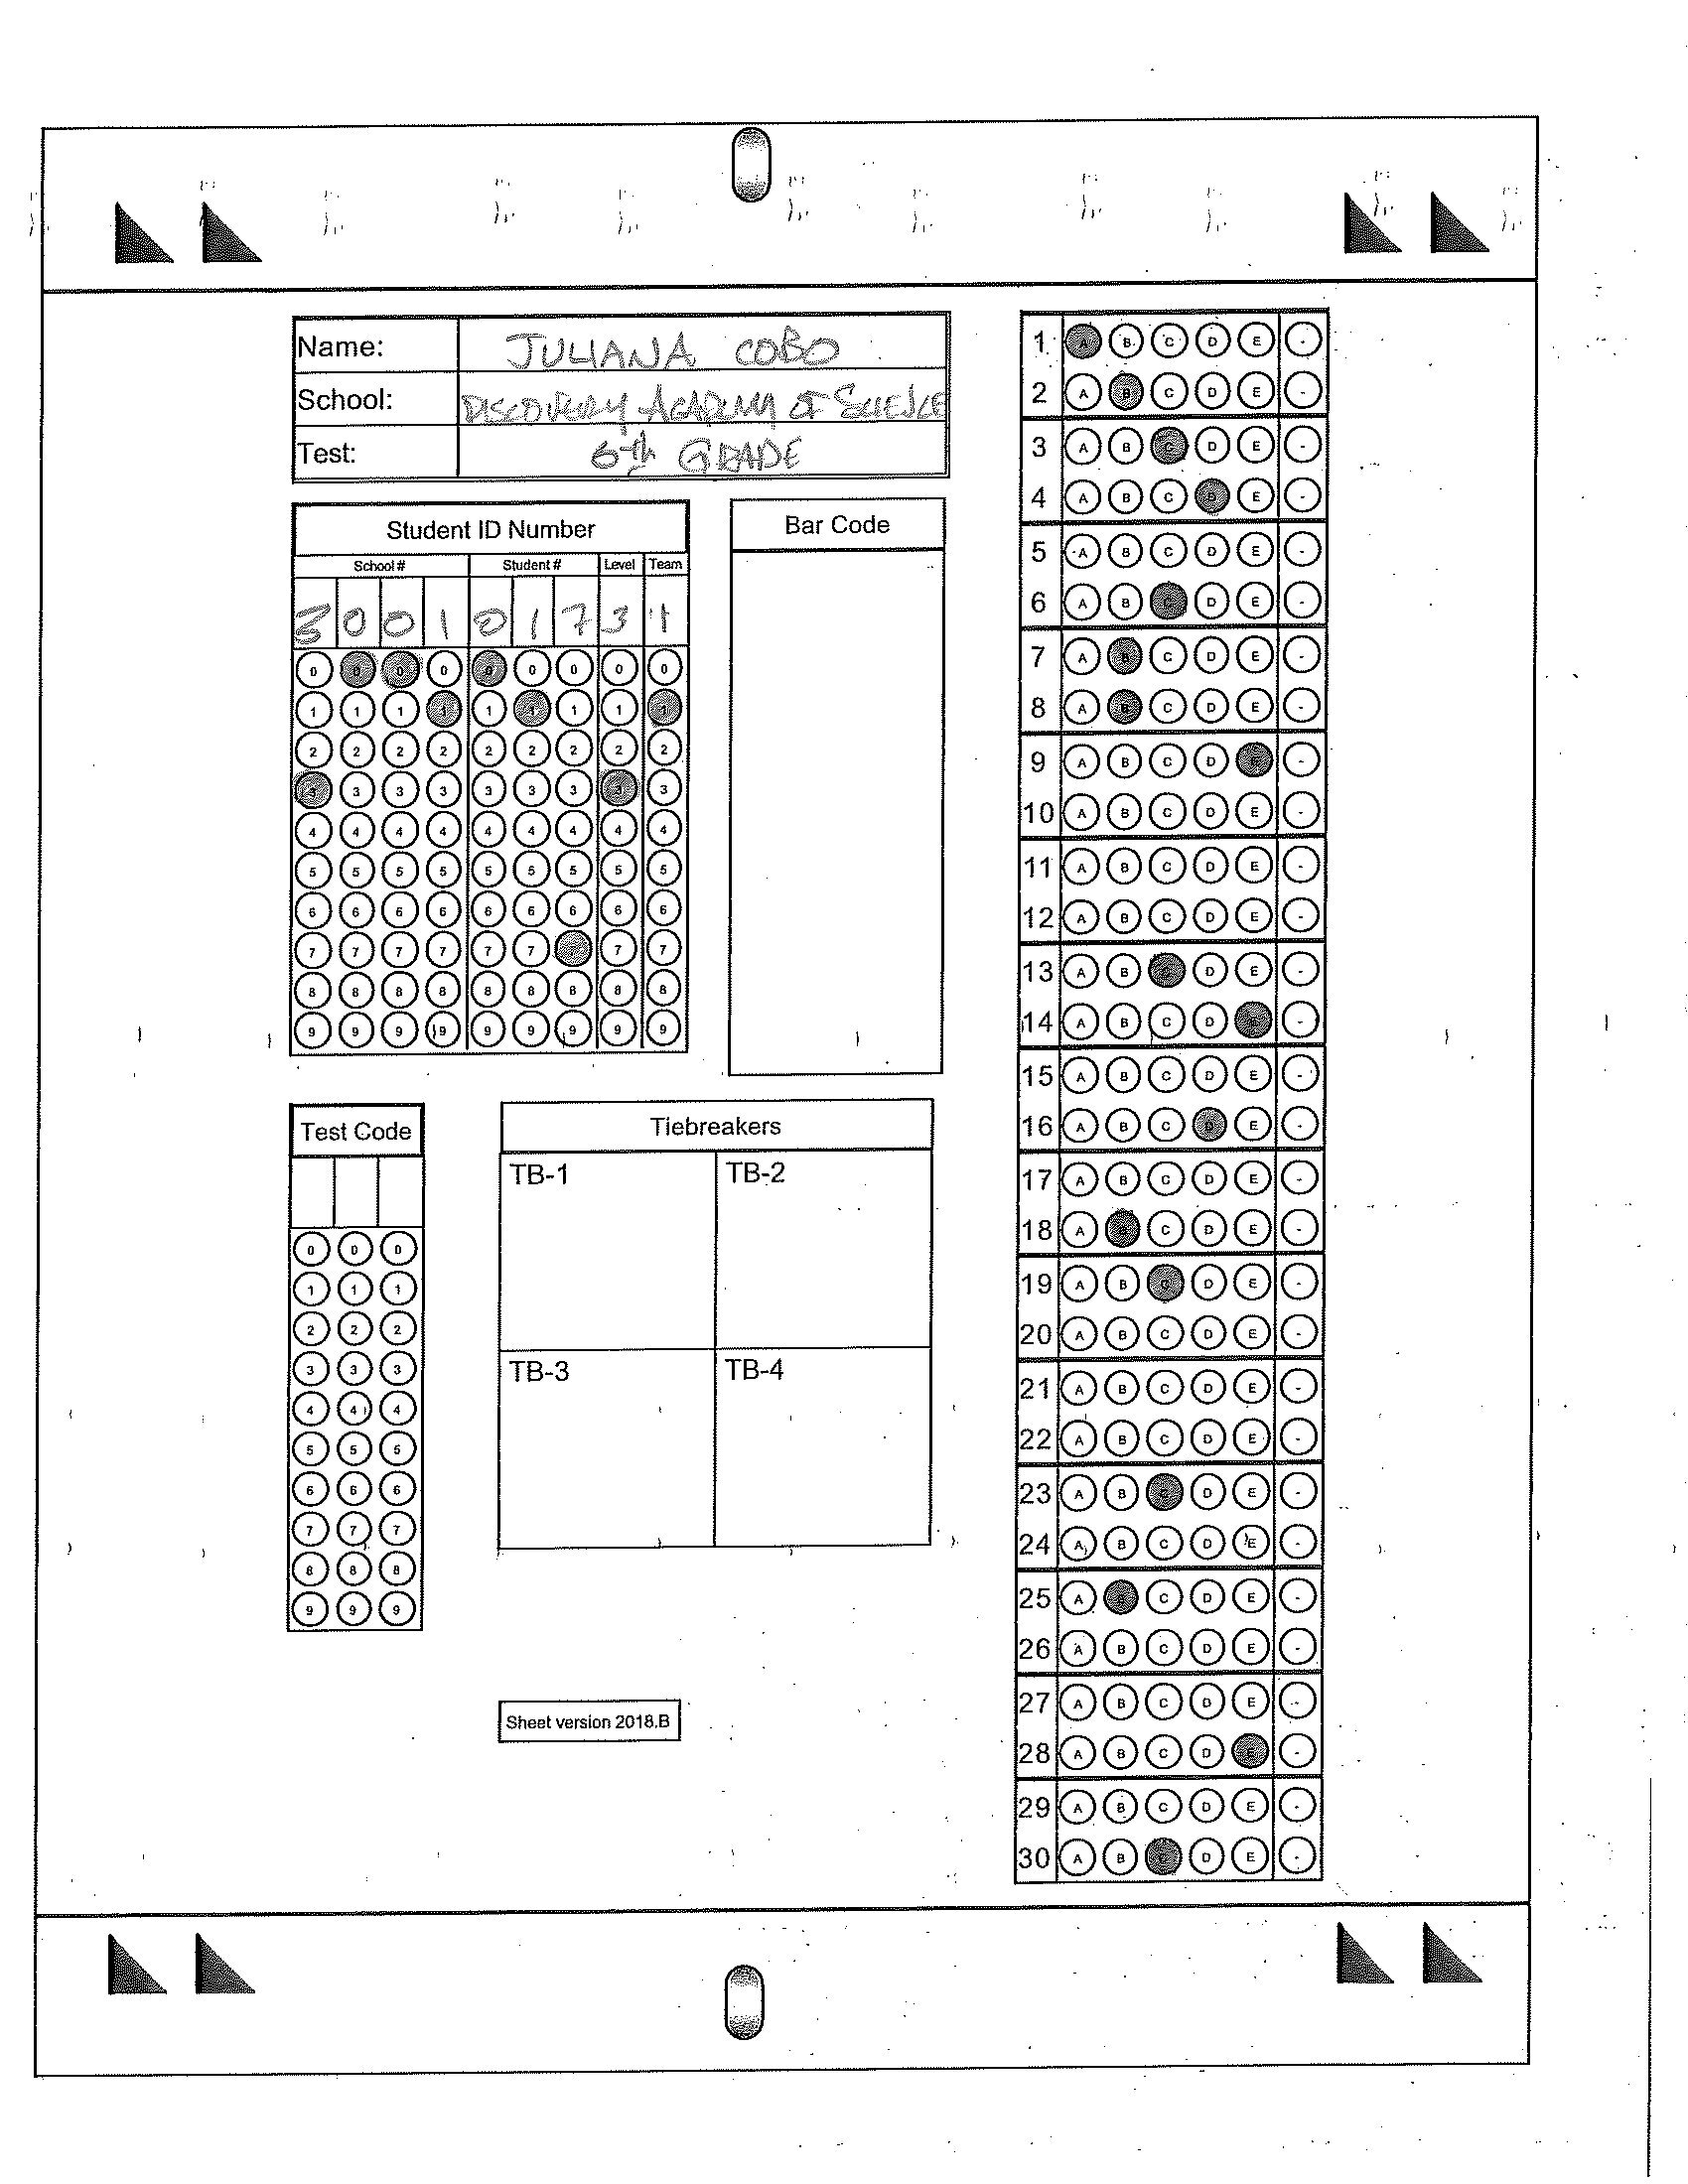 Name: JULIANA COBO
School: DISCOVERY ACADEMY OF SCIENCE
Test: 6th GRADE
Student ID Number
School # Student # Level Team
3 0 0 1 0 1 7 3 1
0 0 0 0 0 0 0 0 0
1 1 1 1 1 1 1 1 1
2 2 2 2 2 2 2 2 2
3 3 3 3 3 3 3 3 3
4 4 4 4 4 4 4 4 4
5 5 5 5 5 5 5 5 5
6 6 6 6 6 6 6 6 6
7 7 7 7 7 7 7 7
8 8 8 8 8 8 8 8 8
9 9 9 9 9 9 9 9 9
Bar Code
Test Code
0 0 0
1 1 1
2 2 2
3 3 3
4 4 4
5 5 5
6 6 6
7 7 7
8 8 8
9 9 9
Tiebreakers
TB-1 TB-2
TB-3 TB-4
Sheet version 2018.B
1 A B C D E -
2 A B C D E -
3 A B C D E -
4 A B C D E -
5 A B C D E -
6 A B C D E -
7 A B C D E -
8 A B C D E -
9 A B C D E -
10 A B C D E -
11 A B C D E -
12 A B C D E -
13 A B C D E -
14 A B C D E -
15 A B C D E -
16 A B C D E -
17 A B C D E -
18 A B C D E -
19 A B C D E -
20 A B C D E -
21 A B C D E -
22 A B C D E -
23 A B C D E -
24 A B C D E -
25 A B C D E -
26 A B C D E -
27 A B C D E -
28 A B C D E -
29 A B C D E -
30 A B C D E -